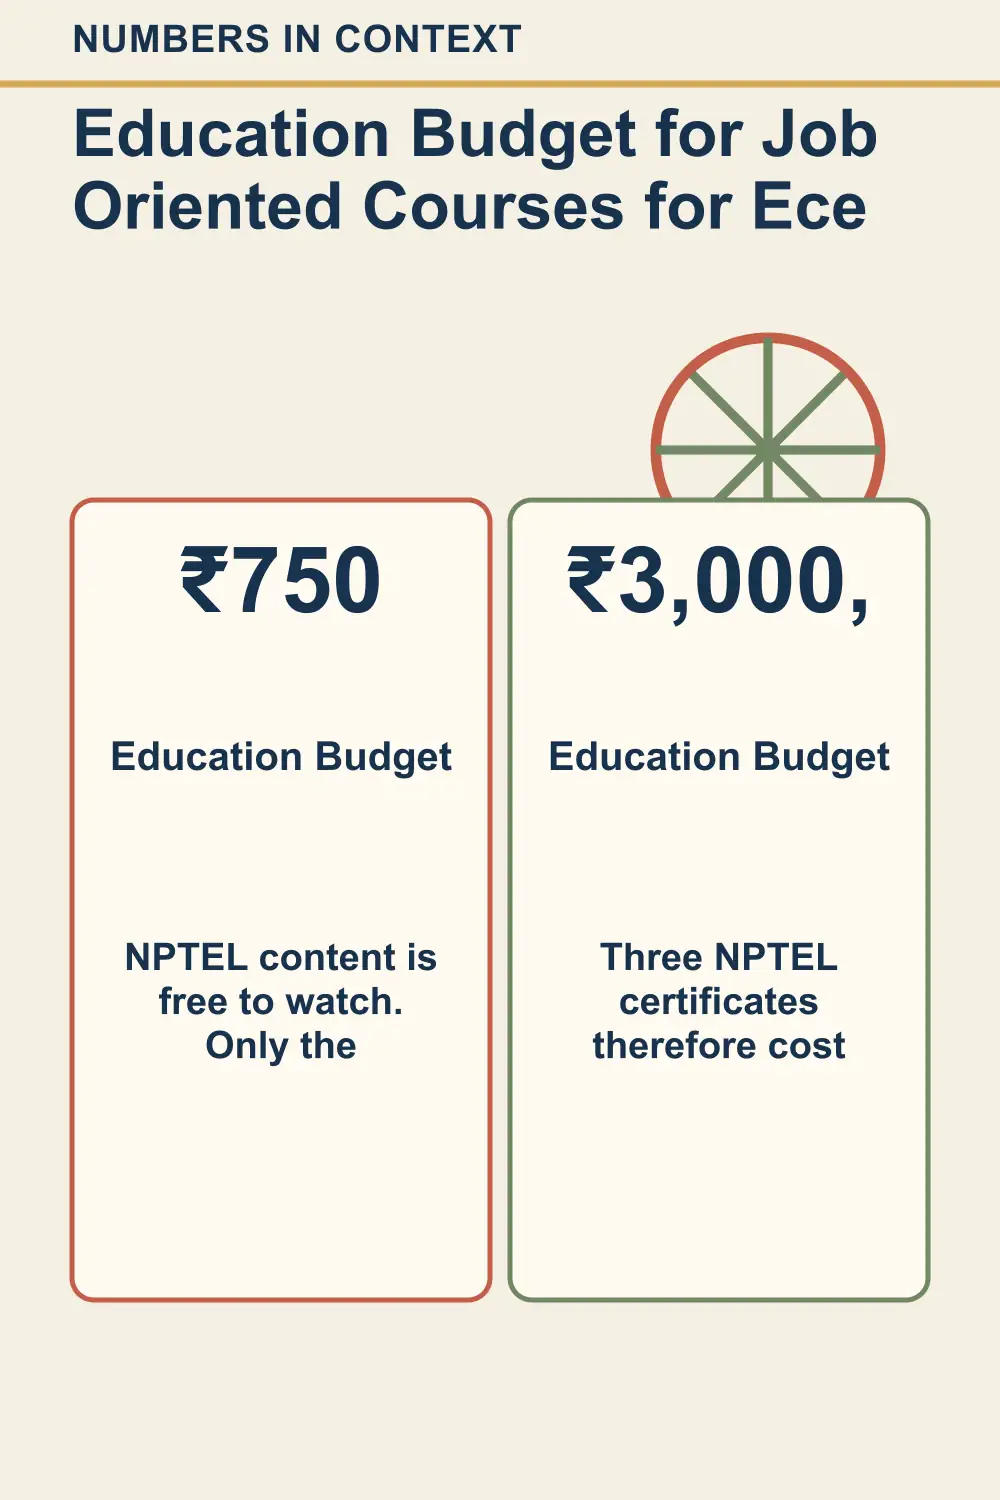 NUMBERS IN CONTEXT
Education Budget for Job
Oriented Courses for Ece
₹750
Education Budget
NPTEL content is
free to watch.
Only the
₹3,000,
Education Budget
Three NPTEL
certificates
therefore cost